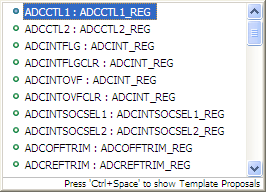 ADCCTL1 : ADCCTL1_REG
ADCCTL2 : ADCCTL2_REG
ADCINTFLG : ADCINT_REG
ADCINTFLGCLR : ADCINT_REG
ADCINTOVF : ADCINT_REG
ADCINTOVFCLR : ADCINT_REG
ADCINTSOCSEL1 : ADCINTSOCSEL1_REG
ADCINTSOCSEL2 : ADCINTSOCSEL2_REG
ADCOFFTRIM : ADCOFFTRIM_REG
ADCREFTRIM : ADCREFTRIM_REG
Press 'Ctrl+Space' to show Template Proposals